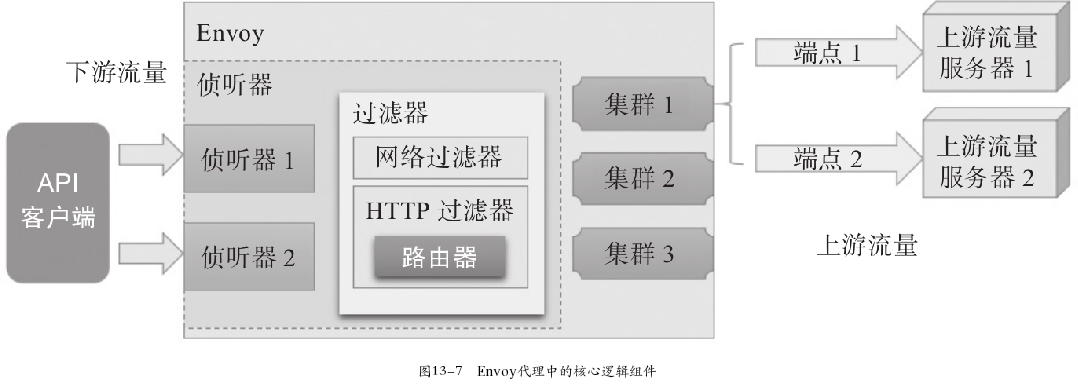 Envoy
下游流量
侦听器
API
客户端
侦听器 1
侦听器 2
过滤器
网络过滤器
HTTP 过滤器
路由器
集群 1
集群 2
集群 3
端点 1
端点 2
上游流量
服务器 1
上游流量
服务器 2
上游流量
图13-7 Envoy代理中的核心逻辑组件